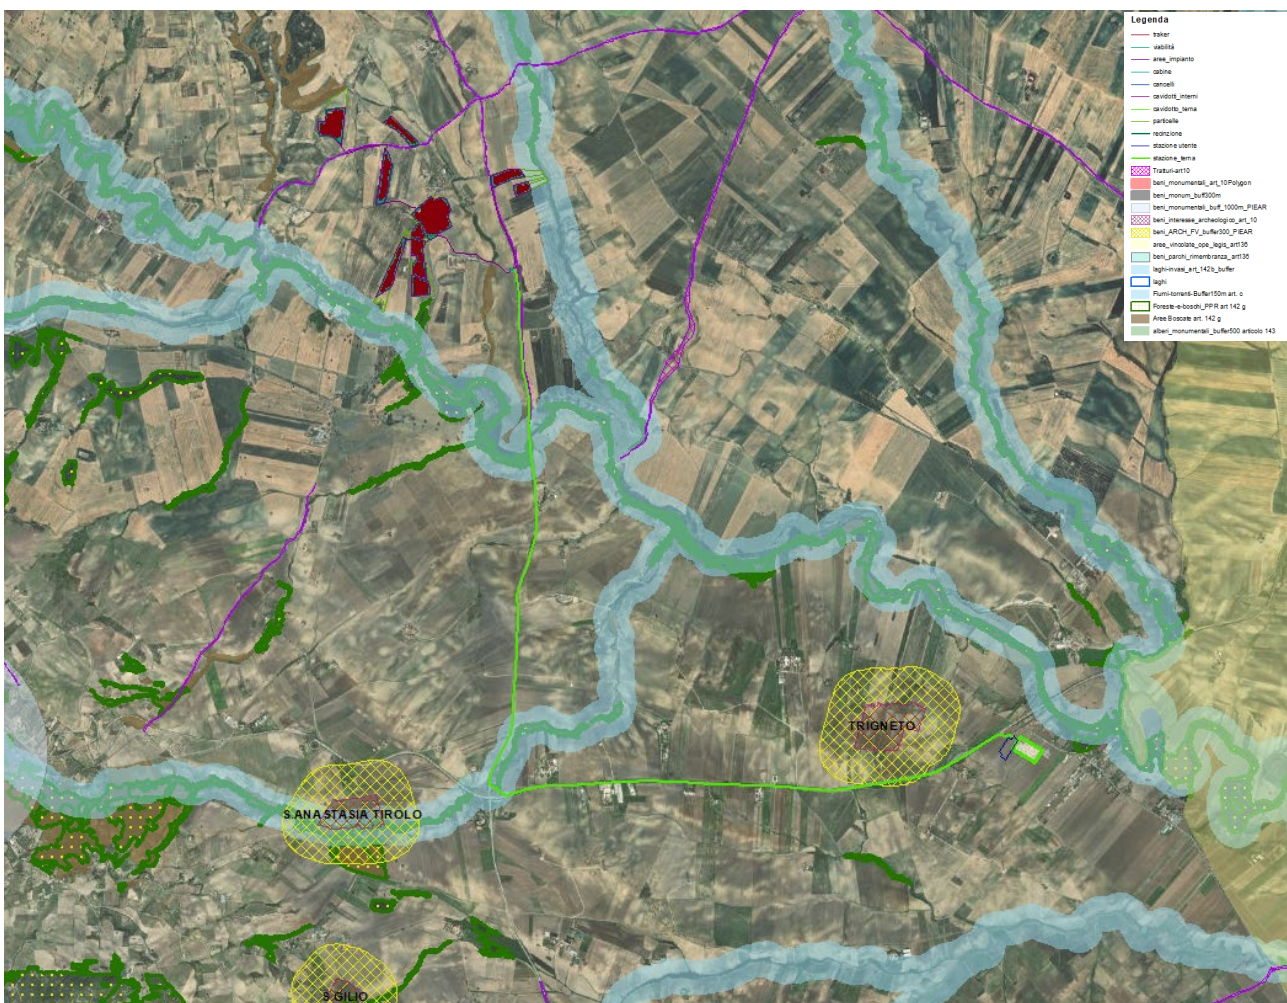 Legenda
traker
viabilità
aree_impianto
cabine
cancelli
cavidotti_interni
cavidotto_terna
particelle
recinzione
stazione utente
stazione_terna
Tratturi-art10
beni_monumentali_art_10Polygon
beni_monum_buff300m
beni_monumentali_buff_1000m_PIEAR
beni_interesse_archeologico_art_10
beni_ARCH_FV_buffer300_PIEAR
aree_vincolate_ope_legis_art136
beni_parchi_rimembranza_art136
laghi-invasi_art_142b_buffer
laghi
Fiumi-torrenti-Buffer150m art. c
Foreste-e-boschi_PPR art 142 g
Aree Boscate art. 142 g
alberi_monumentali_buffer500 articolo 143
TRIGNETO
S.ANASTASIA TIROLO
S.GILIO